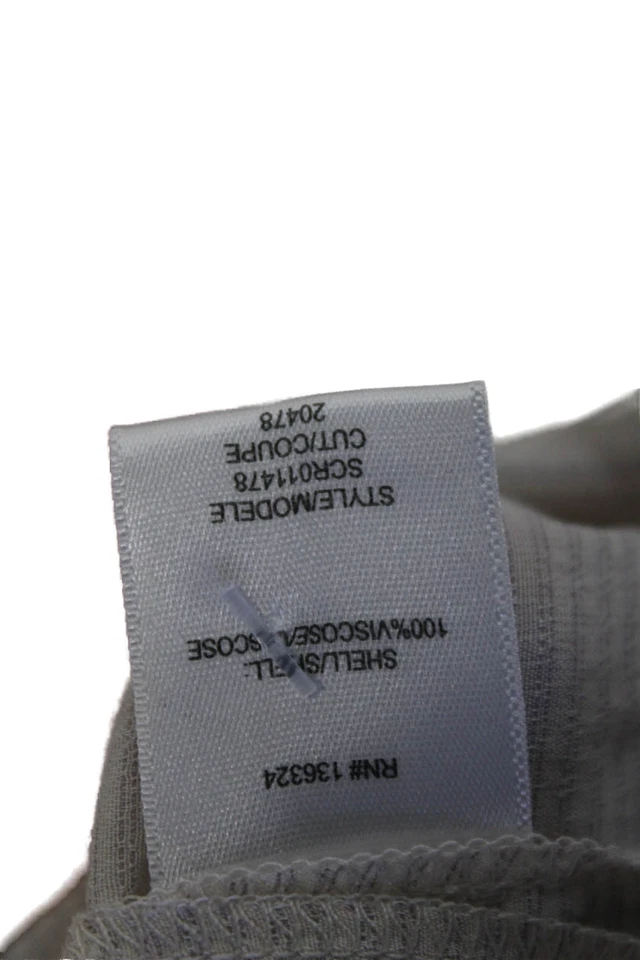 RN# 136324
SHELL/SHELL:
100%VISCOSE/VISCOSE
STYLE/MODELE
SCR011478
CUT/COUPE
20478